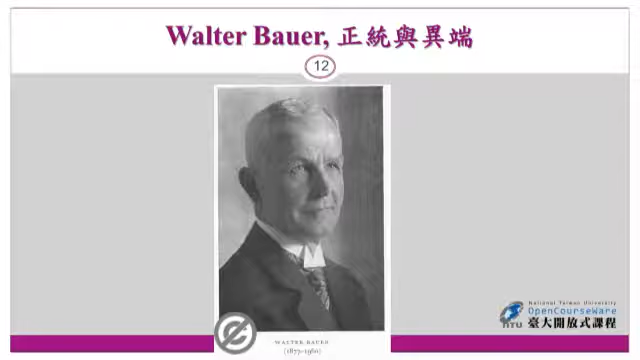 Walter Bauer, 正統與異端
12
WALTER BAUER
(1877-1960)
National Taiwan University
OpenCourseWare
NTU 臺大開放式課程